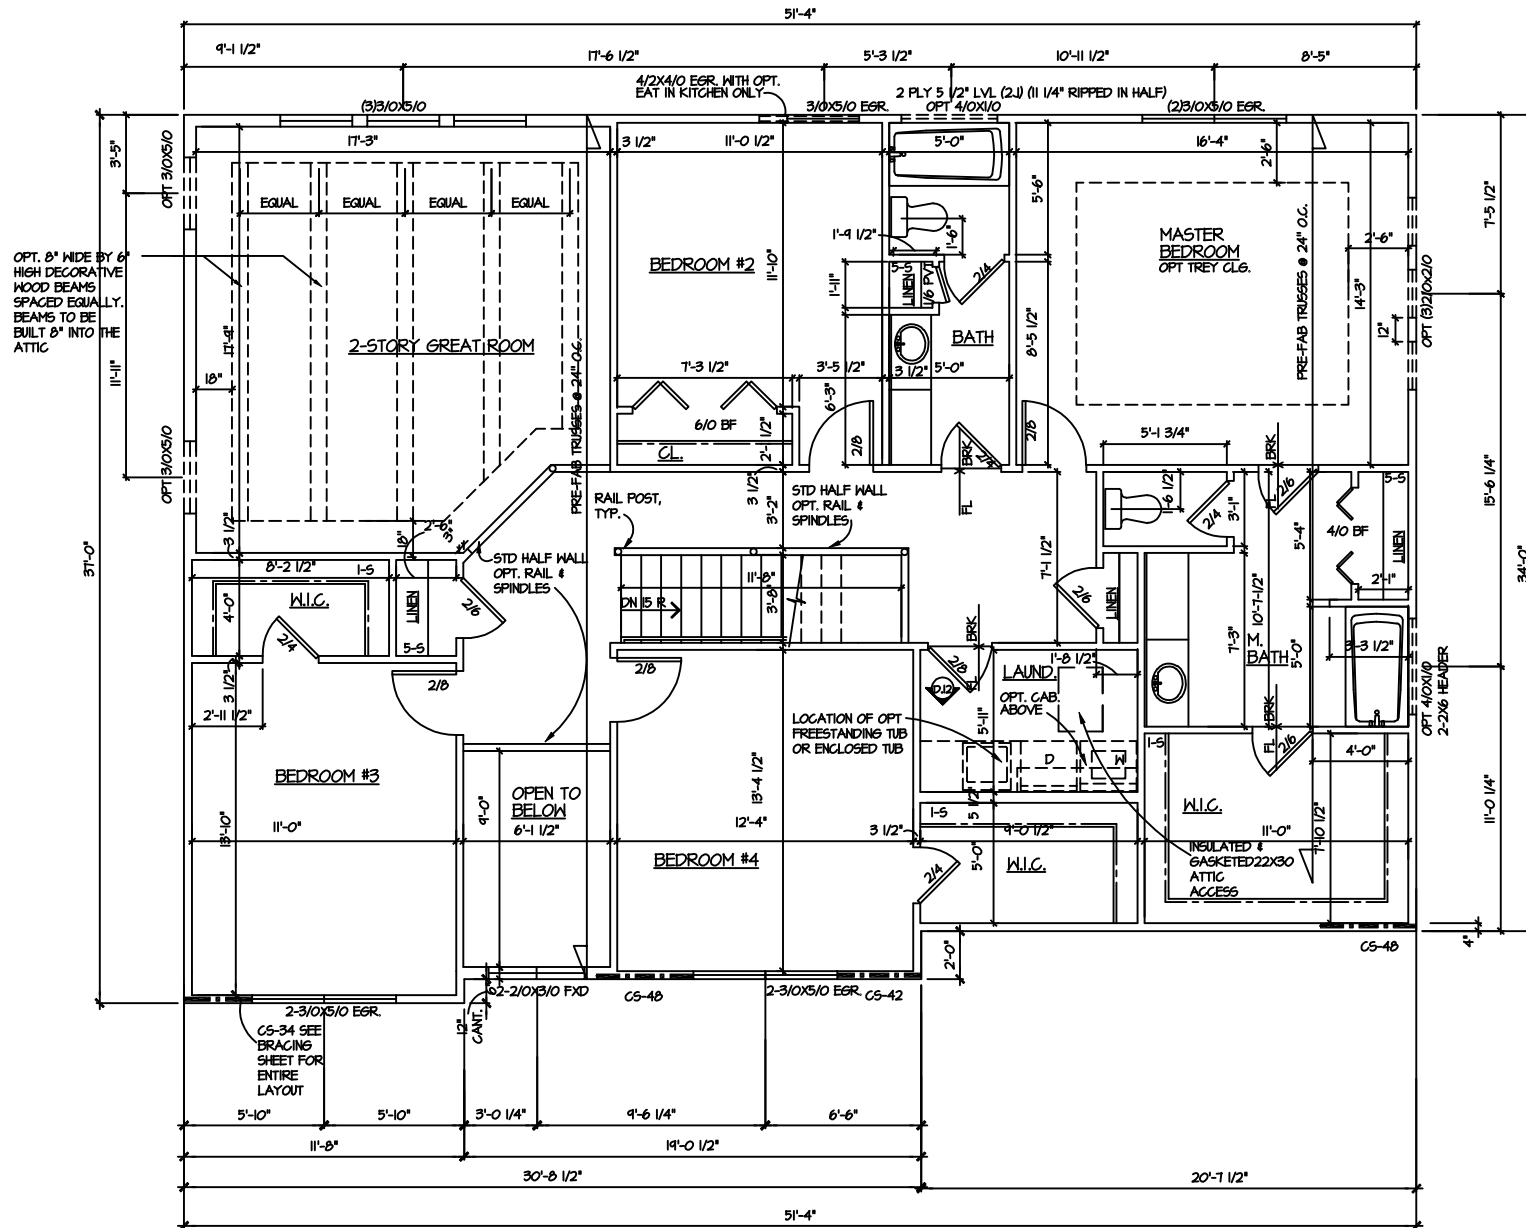 51'-4"
9'-1 1/2"
17'-6 1/2"
5'-3 1/2"
10'-11 1/2"
8'-5"
4/2X4/0 EGR. WITH OPT.
EAT IN KITCHEN ONLY
2 PLY 5 1/2" LVL (2J) (11 1/4" RIPPED IN HALF)
(3)3/0X5/0
3/0X5/0 EGR.
OPT 4/0X1/0
(2)3/0X5/0 EGR.
17'-3"
3 1/2"
11'-0 1/2"
5'-0"
16'-4"
3'-5"
OPT 3/0X5/0
2'-6"
5'-6"
7'-5 1/2"
EQUAL
EQUAL
EQUAL
EQUAL
1'-9 1/2"
1'-6"
MASTER
BEDROOM
OPT TREY CLG.
2'-6"
OPT. 8" WIDE BY 6"
HIGH DECORATIVE
WOOD BEAMS
SPACED EQUALLY.
BEAMS TO BE
BUILT 8" INTO THE
ATTIC
BEDROOM #2
11'-10"
5-S
LINEN
1/6 PVT
2/4
1'-11"
PRE-FAB TRUSSES @ 24" O.C.
14'-3"
12"
OPT (3)2/0X2/0
2-STORY GREAT ROOM
17'-9"
BATH
8'-5 1/2"
18"
11'-11"
7'-3 1/2"
3'-5 1/2"
3 1/2"
5'-0"
6'-3"
PRE-FAB TRUSSES @ 24" O.C.
6/0 BF
CL.
2/8
BRK
2/4
2/8
5'-1 3/4"
BRK
OPT 3/0X5/0
3 1/2"
RAIL POST,
TYP.
STD HALF WALL
OPT. RAIL &
SPINDLES
3'-2"
FL
1'-6 1/2"
2/4
3'-1"
FL
2/6
5'-4"
4/0 BF
5-S
LINEN
15'-6 1/4"
37'-0"
34'-0"
3 1/2"
18"
2'-6"
3"
STD HALF WALL
OPT. RAIL &
SPINDLES
8'-2 1/2"
1-S
W.I.C.
4'-0"
2/4
LINEN
5-S
2/6
11'-8"
DN 15 R
3'-8"
7'-1 1/2"
2/6
LINEN
2'-1"
10'-7-1/2"
7'-3"
M.
BATH
5'-0"
3'-3 1/2"
OPT 4/0X1/0
2-2X6 HEADER
3 1/2"
2/8
2/8
BRK
2/8
D.12
LAUND.
1'-8 1/2"
OPT. CAB.
ABOVE
2'-11 1/2"
LOCATION OF OPT
FREESTANDING TUB
OR ENCLOSED TUB
5'-11"
D
W
BRK
FL
2/6
1-S
4'-0"
BEDROOM #3
OPEN TO
BELOW
9'-0"
6'-1 1/2"
13'-4 1/2"
12'-4"
11'-0"
13'-10"
BEDROOM #4
3 1/2"
1-S
9'-0 1/2"
5'-0"
W.I.C.
2/4
W.I.C.
11'-0"
7'-10 1/2"
11'-0 1/4"
INSULATED &
GASKETED22X30
ATTIC
ACCESS
CS-48
4"
2'-0"
2-2/0X3/0 FXD
CS-48
2-3/0X5/0 EGR.
CS-42
2-3/0X5/0 EGR.
12"
CANT.
CS-34 SEE
BRACING
SHEET FOR
ENTIRE
LAYOUT
5'-10"
5'-10"
3'-0 1/4"
9'-6 1/4"
6'-6"
11'-8"
19'-0 1/2"
30'-8 1/2"
20'-7 1/2"
51'-4"